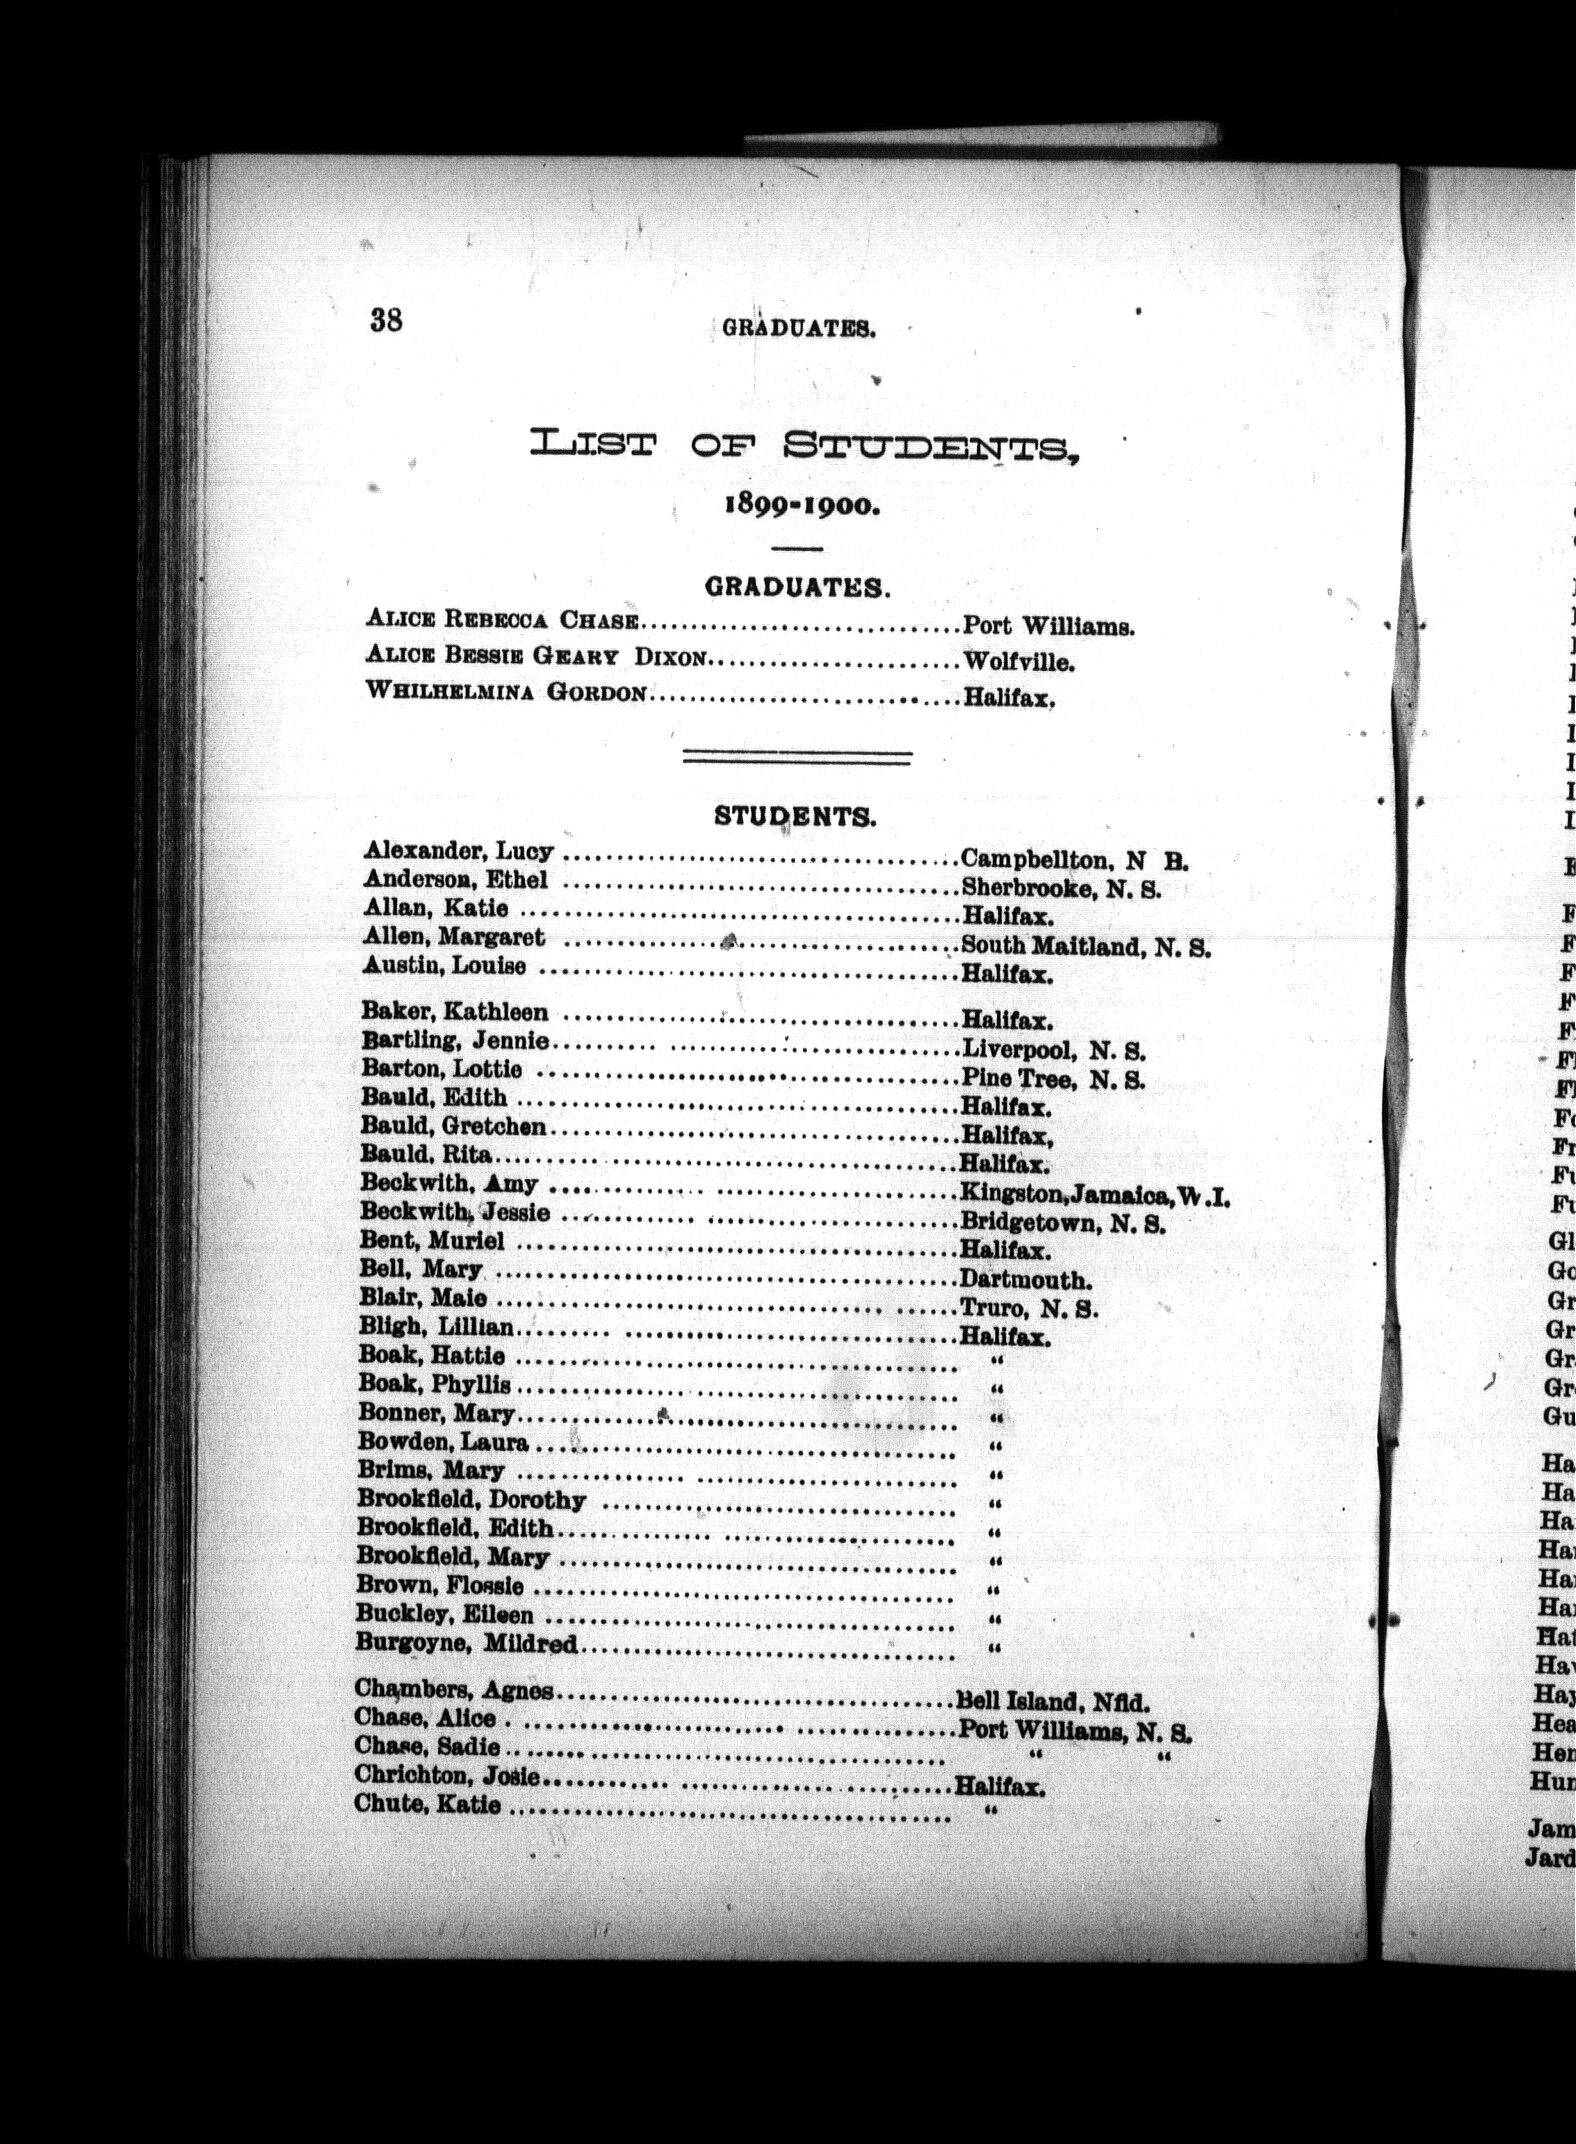 38
GRADUATES.
LIST OF STUDENTS,
1899-1900.
GRADUATES.
ALICE REBECCA CHASE................................Port Williams.
ALICE BESSIE GEARY DIXON.........................Wolfville.
WHILHELMINA GORDON...............................Halifax.
STUDENTS.
Alexander, Lucy .......................................Campbellton, N B.
Anderson, Ethel .......................................Sherbrooke, N. S.
Allan, Katie ...........................................Halifax.
Allen, Margaret .......................................South Maitland, N. S.
Austin, Louise .........................................Halifax.
Baker, Kathleen .......................................Halifax.
Bartling, Jennie.......... .............................Liverpool, N. S.
Barton, Lottie .........................................Pine Tree, N. S.
Bauld, Edith ...........................................Halifax.
Bauld, Gretchen........................................Halifax,
Bauld, Rita.......... ..................................Halifax.
Beckwith, Amy .............. ........................Kingston,Jamaica,W.I.
Beckwith, Jessie ............. ........................Bridgetown, N. S.
Bent, Muriel ...........................................Halifax.
Bell, Mary .............................................Dartmouth.
Blair, Maie ...................................... ......Truro, N. S.
Bligh, Lillian......... .................................Halifax.
Boak, Hattie ........................................... “
Boak, Phyllis................. ......................... “
Bonner, Mary........................................... “
Bowden, Laura ......................................... “
Brims, Mary ................ .......................... “
Brookfield, Dorothy ................................... “
Brookfield, Edith............... ....................... “
Brookfield, Mary ....................................... “
Brown, Flossie ......................................... “
Buckley, Eileen ........................................ “
Burgoyne, Mildred..................................... “
Chambers, Agnes.......................................Bell Island, Nfld.
Chase, Alice . .......................... ................Port Williams, N. S.
Chase, Sadie ........................................... “ “
Chrichton, Josie............ ............... ...........Halifax.
Chute, Katie ........................................... “